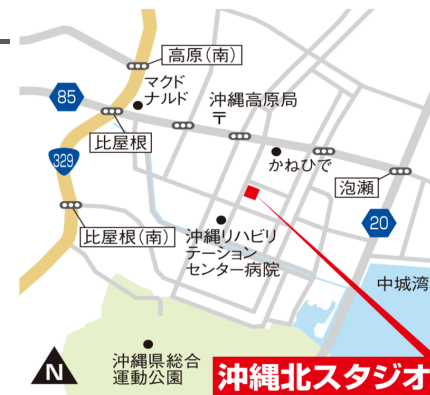 高原(南)
マクド
ナルド
85
沖縄高原局
〒
比屋根
かねひで
329
泡瀬
比屋根(南)
20
沖縄リハビリ
テーション
センター病院
中城湾
沖縄県総合
運動公園
N
沖縄北スタジオ